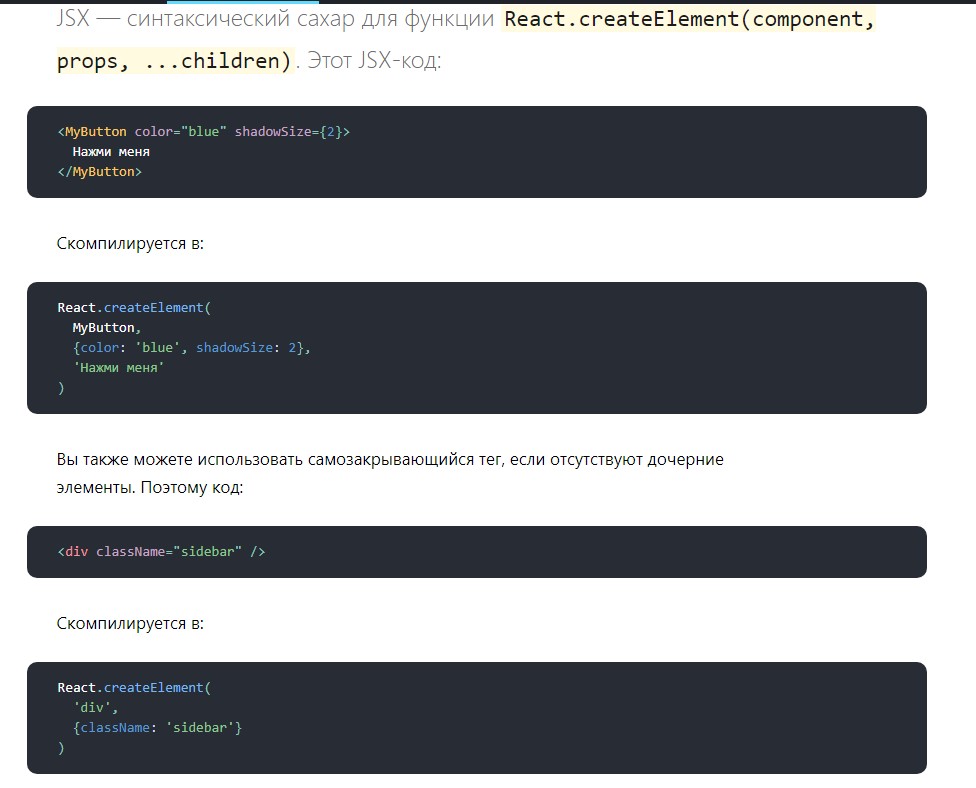 JSX — синтаксический сахар для функции React.createElement(component,
props, ...children). Этот JSX-код:
<MyButton color="blue" shadowSize={2}>
  Нажми меня
</MyButton>
Скомпилируется в:
React.createElement(
  MyButton,
  {color: 'blue', shadowSize: 2},
  'Нажми меня'
)
Вы также можете использовать самозакрывающийся тег, если отсутствуют дочерние
элементы. Поэтому код:
<div className="sidebar" />
Скомпилируется в:
React.createElement(
  'div',
  {className: 'sidebar'}
)